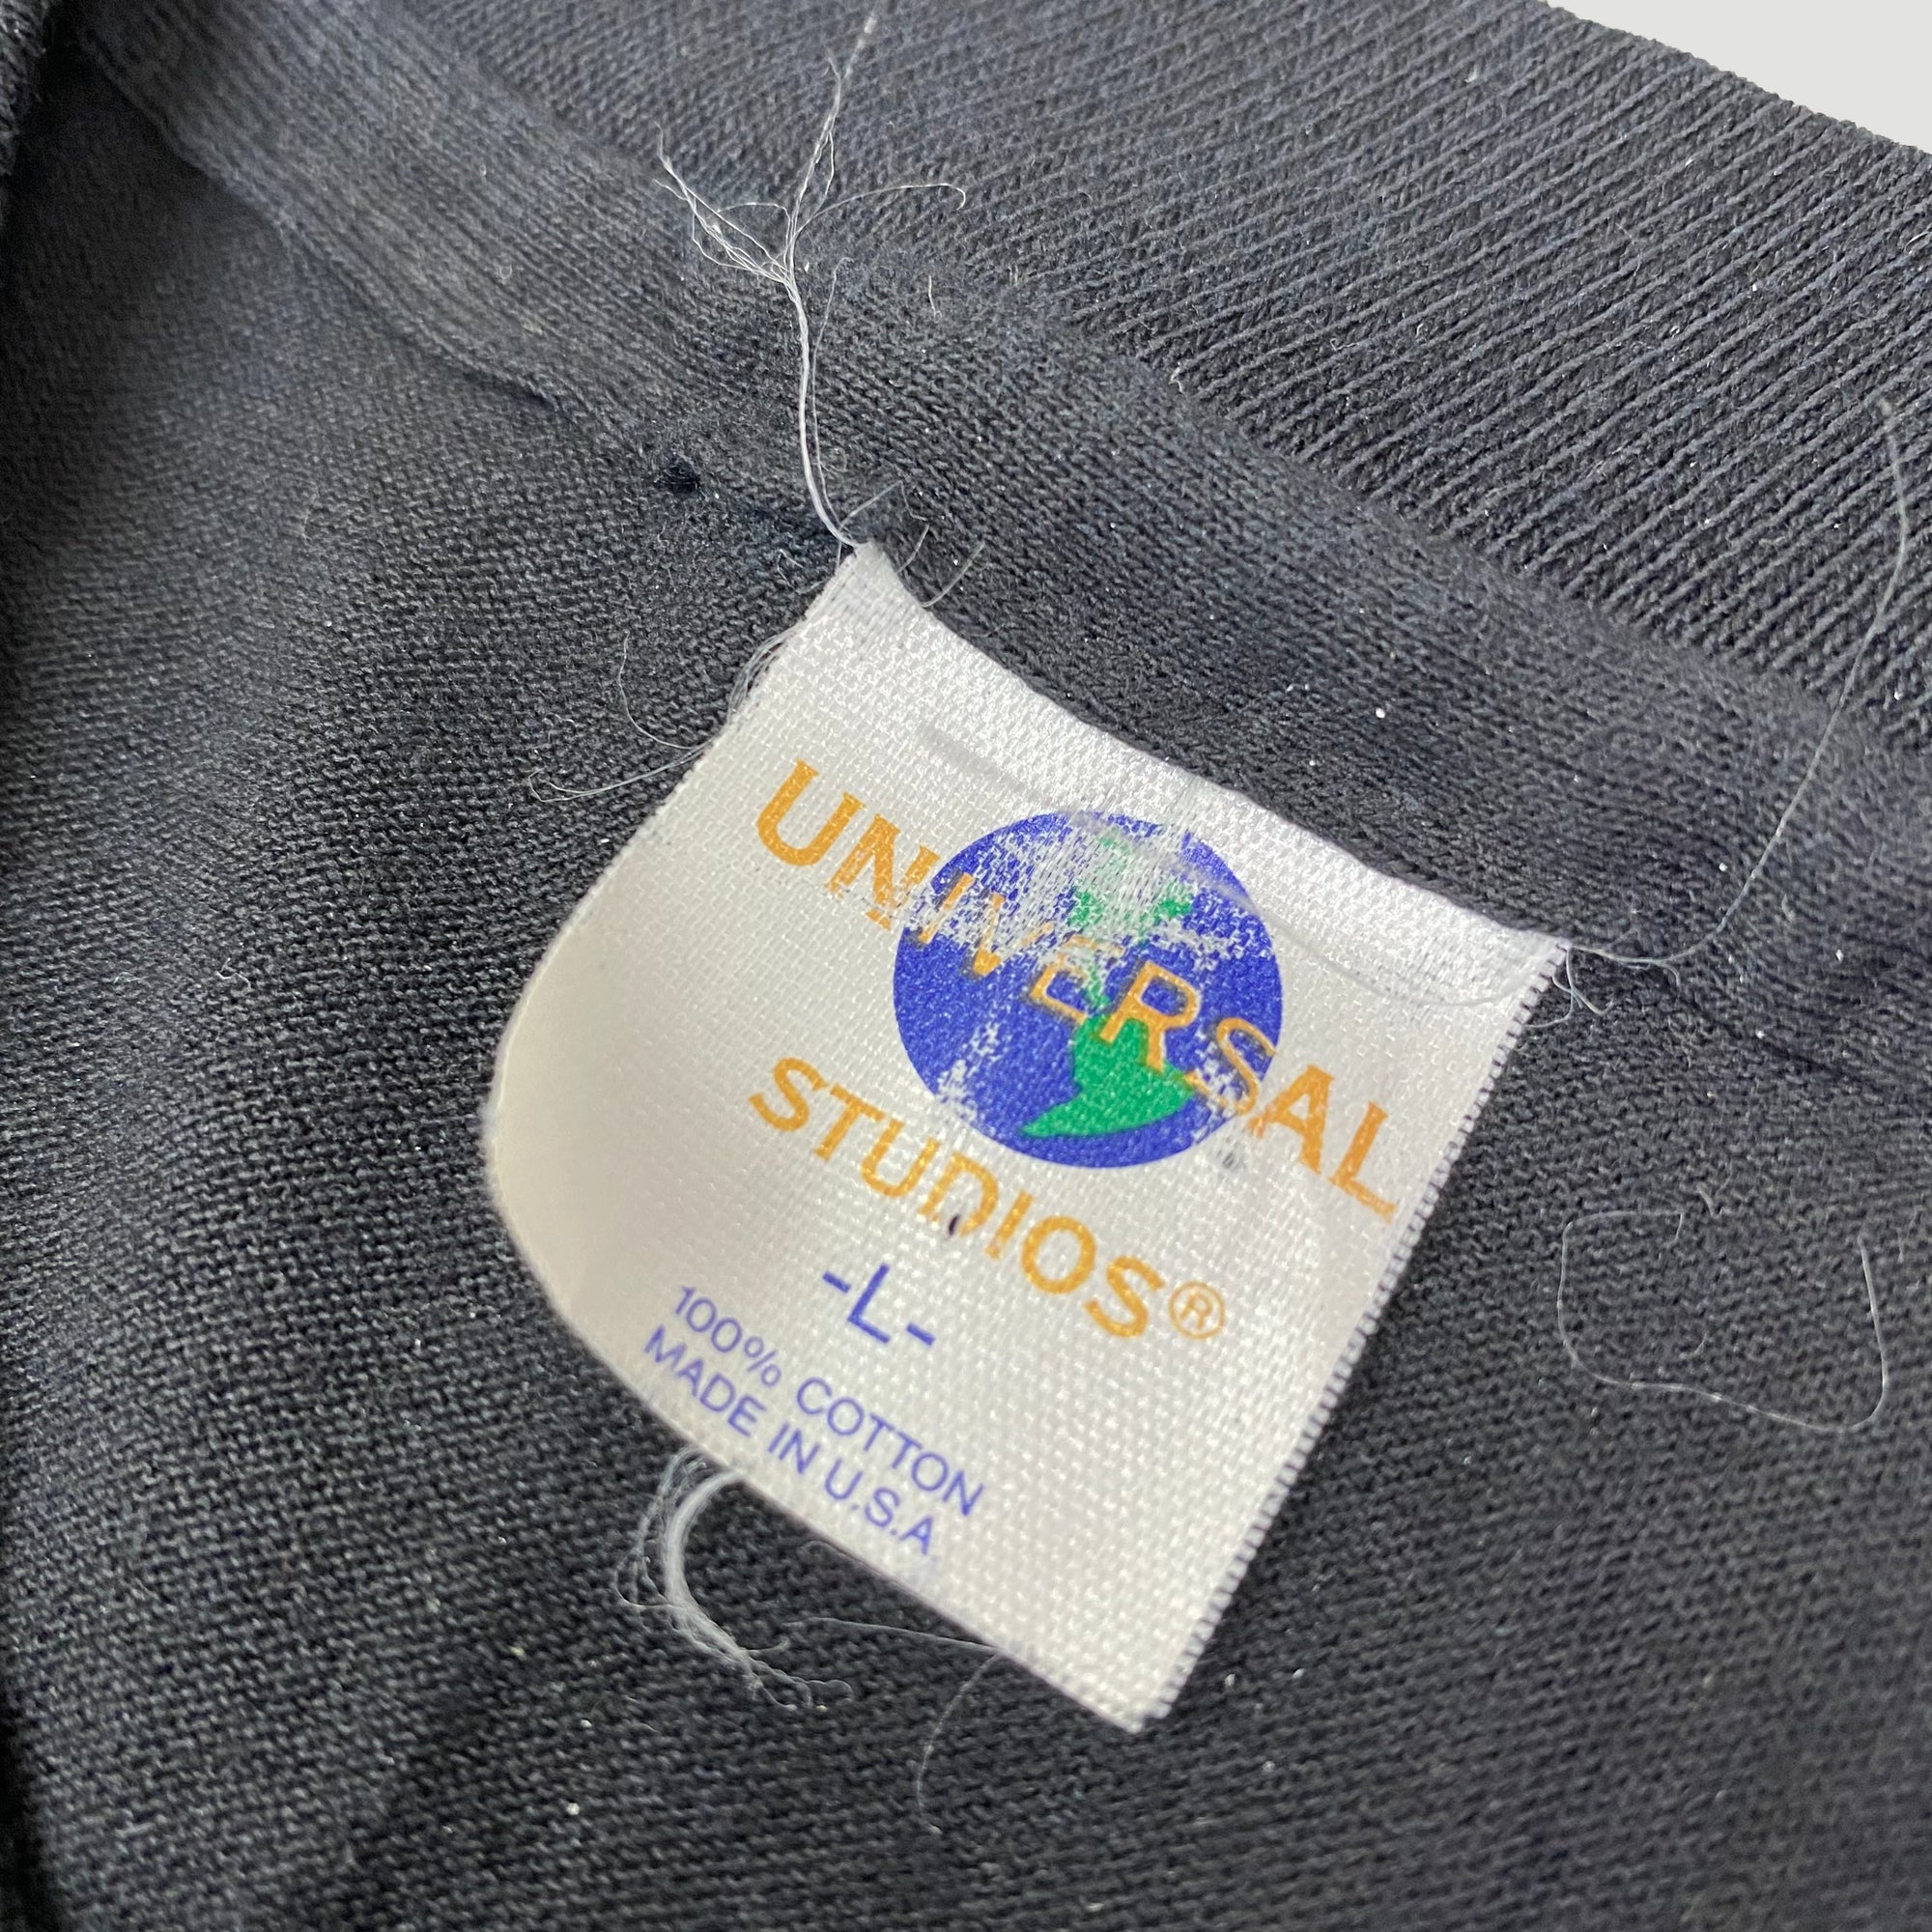 UNIVERSAL
STUDIOS®
-L-
100% COTTON
MADE IN U.S.A.